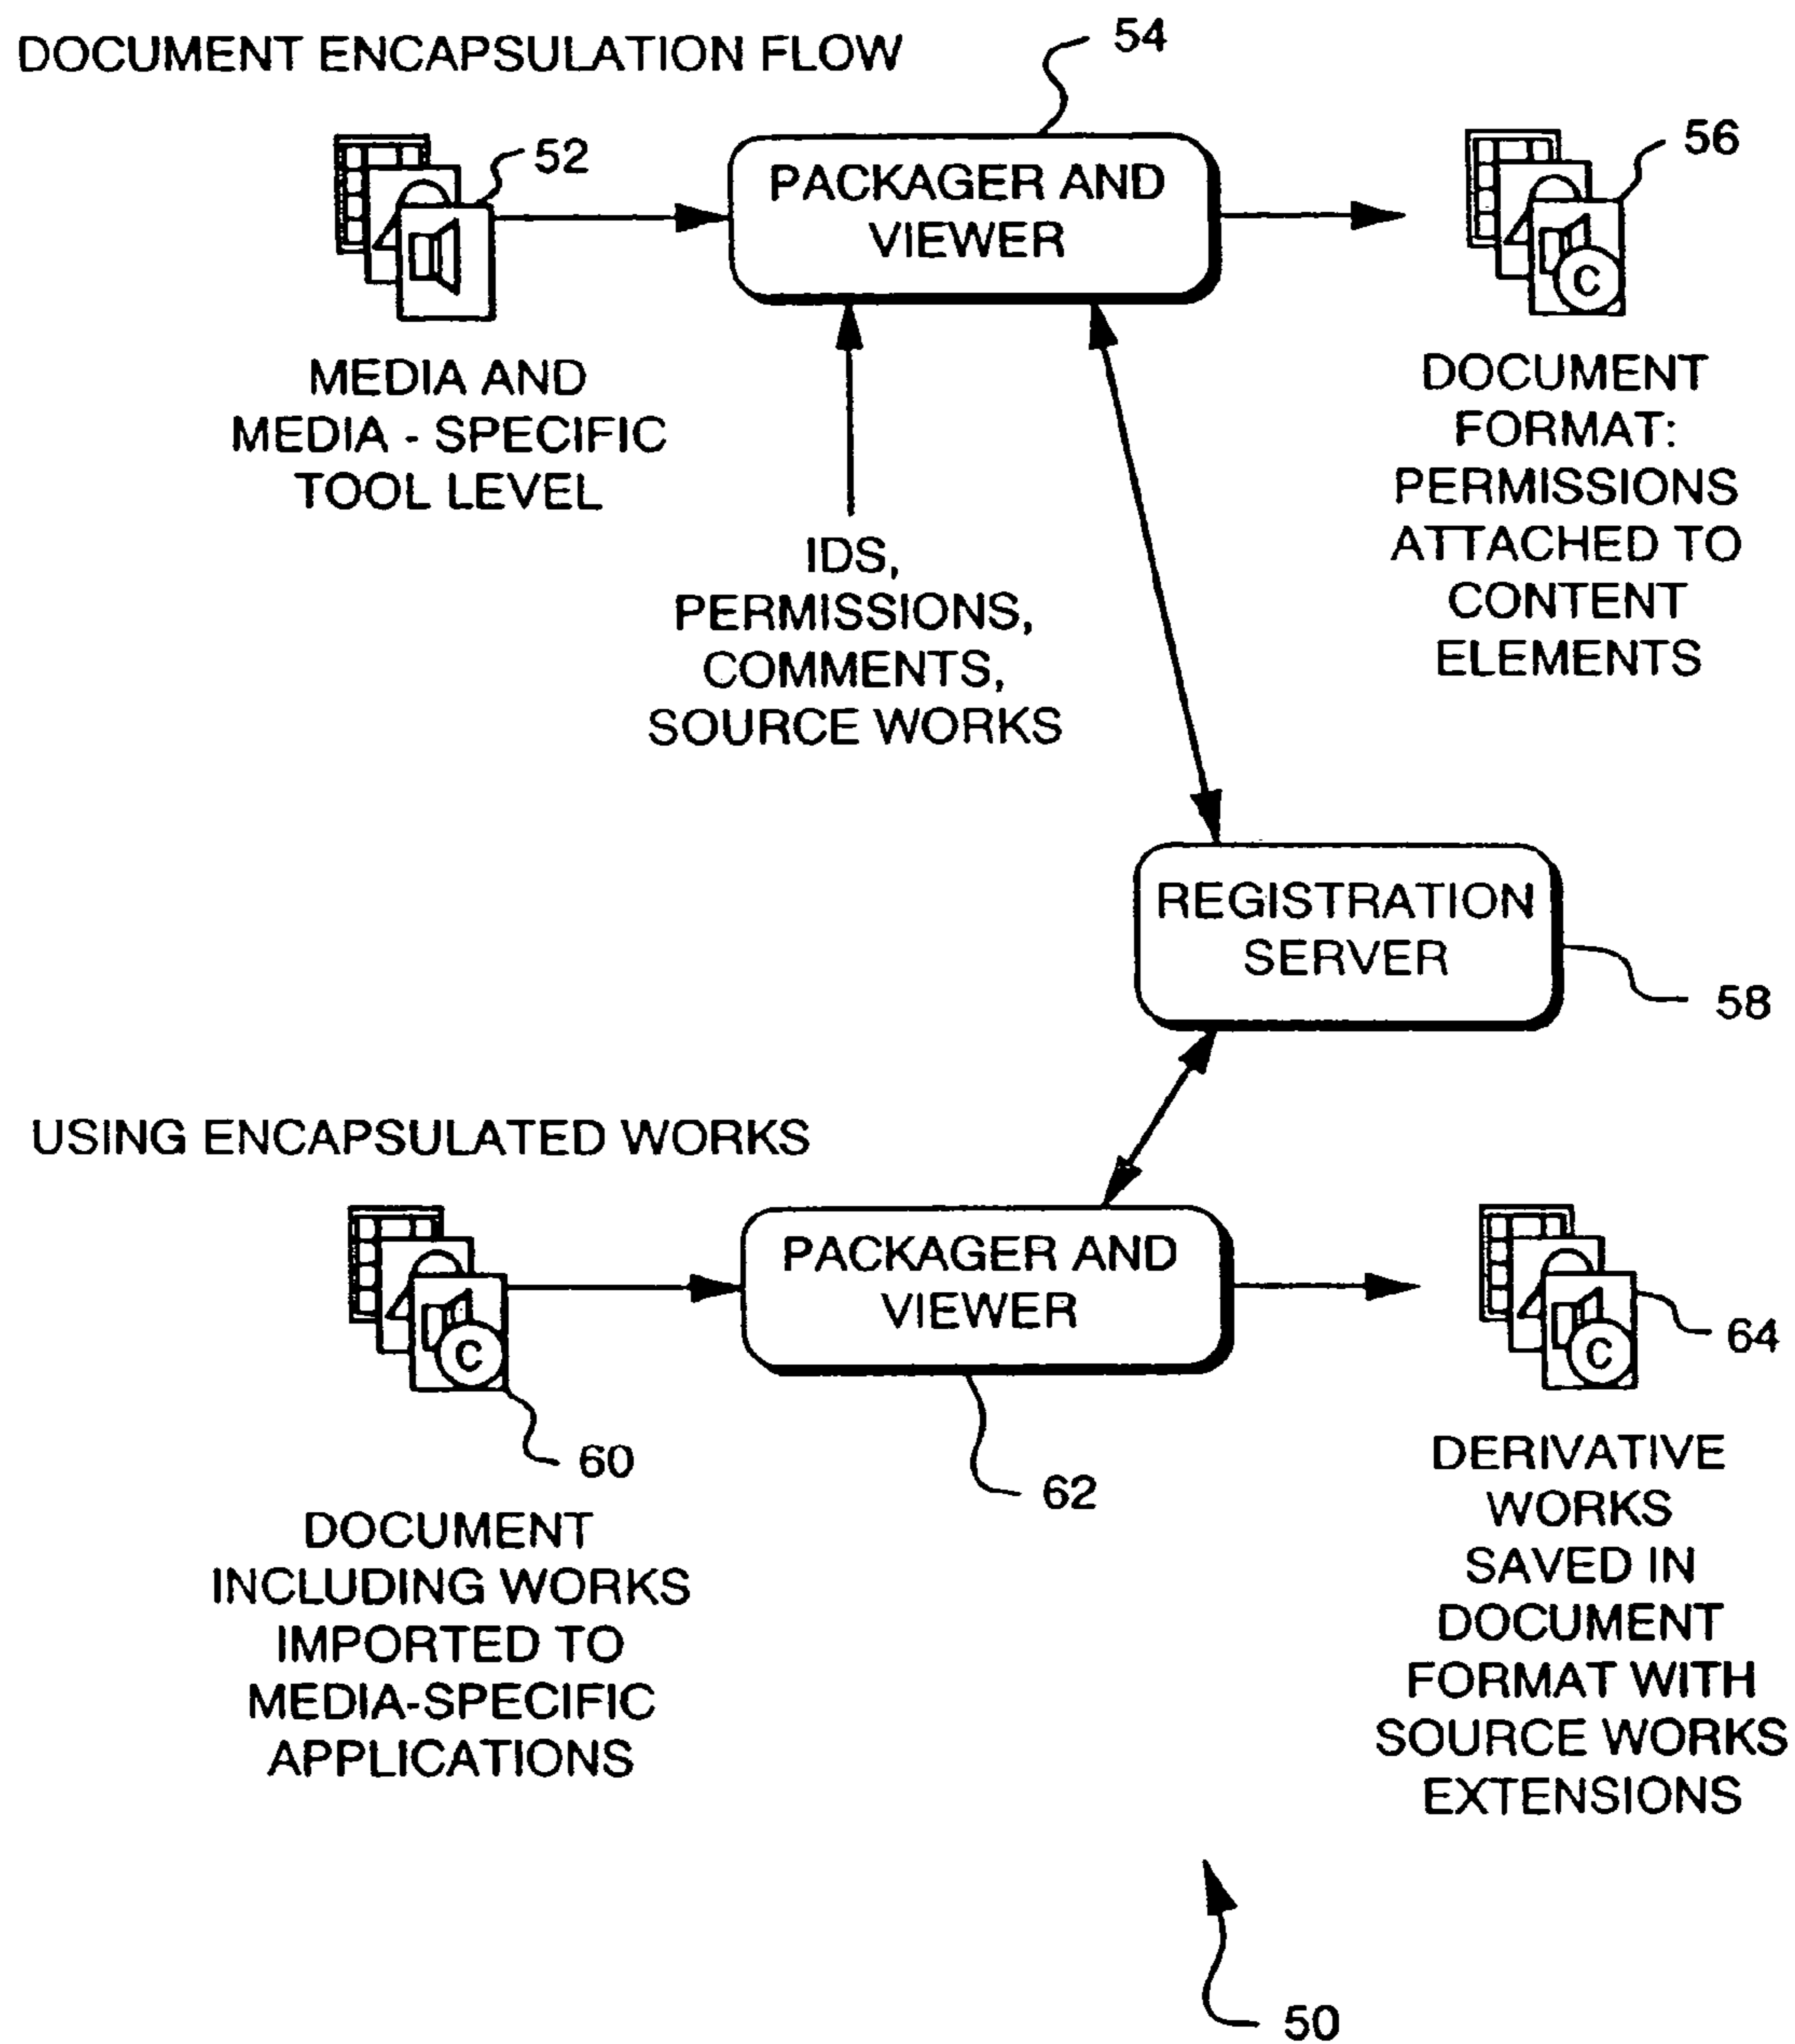 DOCUMENT ENCAPSULATION FLOW
54
52
56
PACKAGER AND
VIEWER
C
MEDIA AND
MEDIA - SPECIFIC
TOOL LEVEL
DOCUMENT
FORMAT:
PERMISSIONS
ATTACHED TO
CONTENT
ELEMENTS
IDS,
PERMISSIONS,
COMMENTS,
SOURCE WORKS
REGISTRATION
SERVER
58
USING ENCAPSULATED WORKS
PACKAGER AND
VIEWER
C
C
64
60
62
DOCUMENT
INCLUDING WORKS
IMPORTED TO
MEDIA-SPECIFIC
APPLICATIONS
DERIVATIVE
WORKS
SAVED IN
DOCUMENT
FORMAT WITH
SOURCE WORKS
EXTENSIONS
50